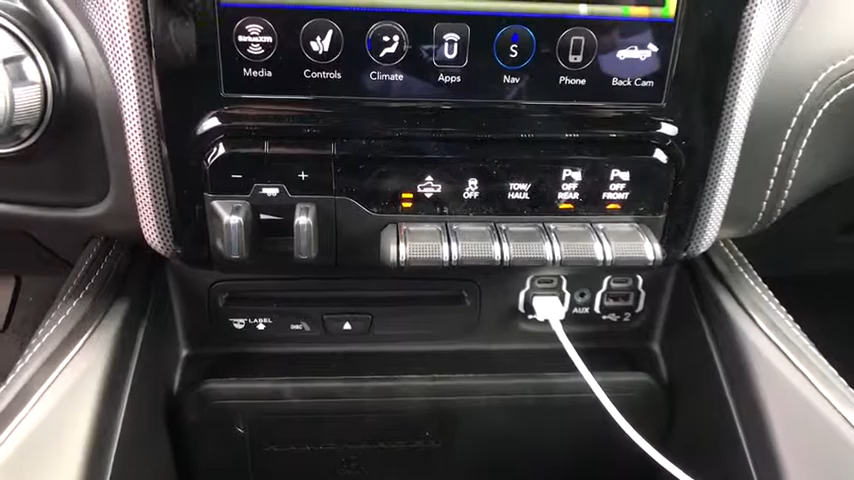 SiriusXM
S
Media Controls Climate Apps Nav Phone Back Cam
- +
OFF
TOW/
HAUL
OFF
REAR
OFF
FRONT
LABEL
DISC
AUX
2